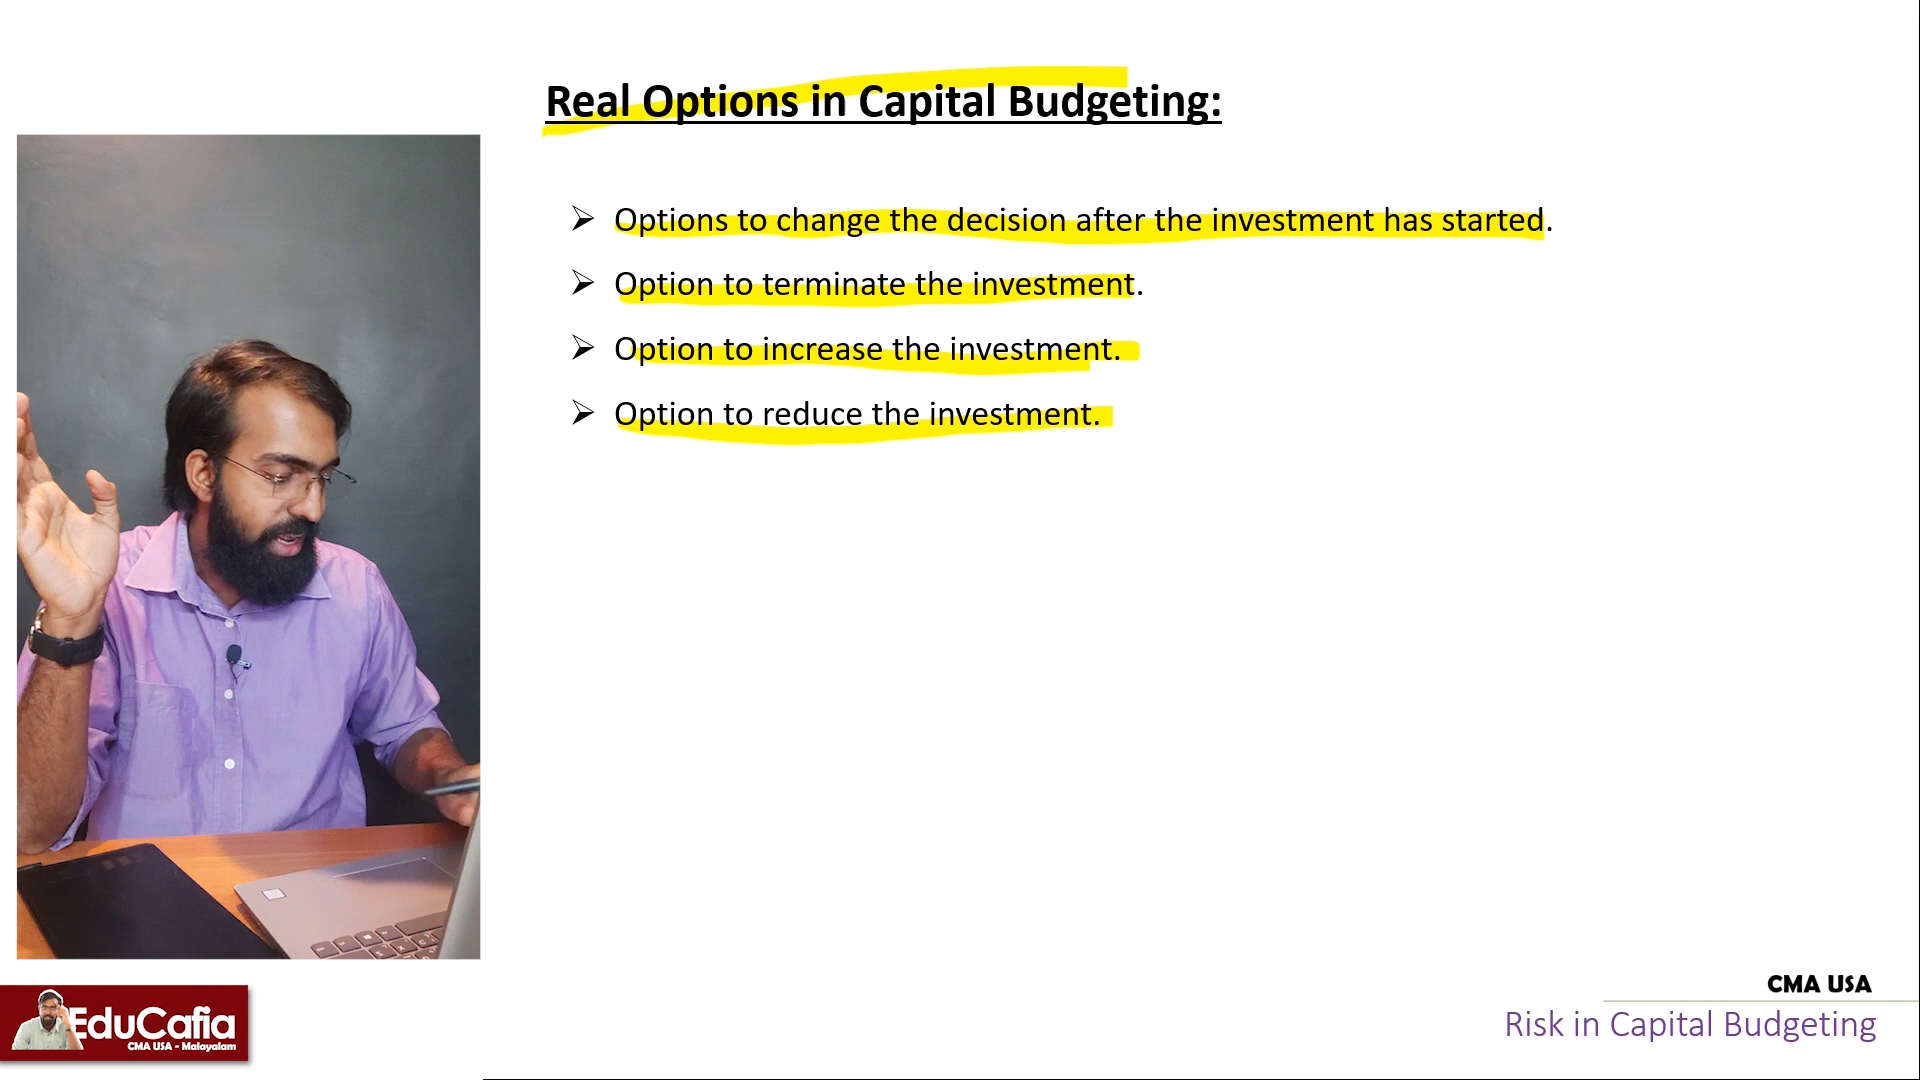 Real Options in Capital Budgeting:
Options to change the decision after the investment has started.
Option to terminate the investment.
Option to increase the investment.
Option to reduce the investment.
EduCafia
CMA USA - Malayalam
CMA USA
Risk in Capital Budgeting